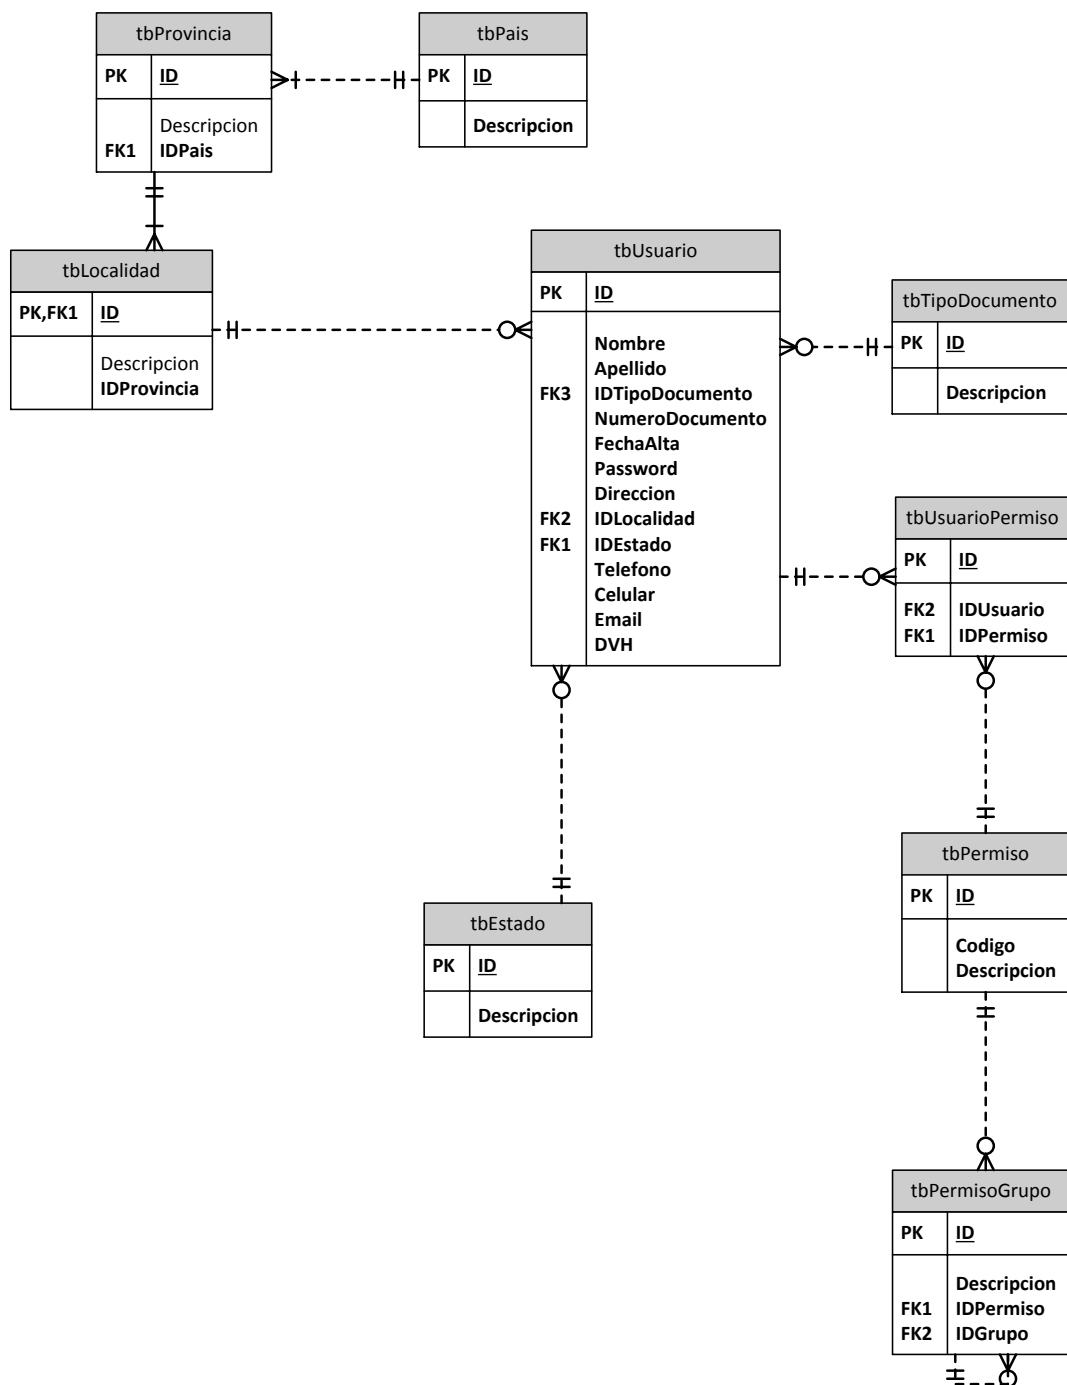 tbProvincia
PK ID
Descripcion
FK1 IDPais
tbPais
PK ID
Descripcion
tbLocalidad
PK,FK1 ID
Descripcion
IDProvincia
tbUsuario
PK ID
Nombre
Apellido
FK3 IDTipoDocumento
NumeroDocumento
FechaAlta
Password
Direccion
FK2 IDLocalidad
FK1 IDEstado
Telefono
Celular
Email
DVH
tbTipoDocumento
PK ID
Descripcion
tbUsuarioPermiso
PK ID
FK2 IDUsuario
FK1 IDPermiso
tbEstado
PK ID
Descripcion
tbPermiso
PK ID
Codigo
Descripcion
tbPermisoGrupo
PK ID
Descripcion
FK1 IDPermiso
FK2 IDGrupo